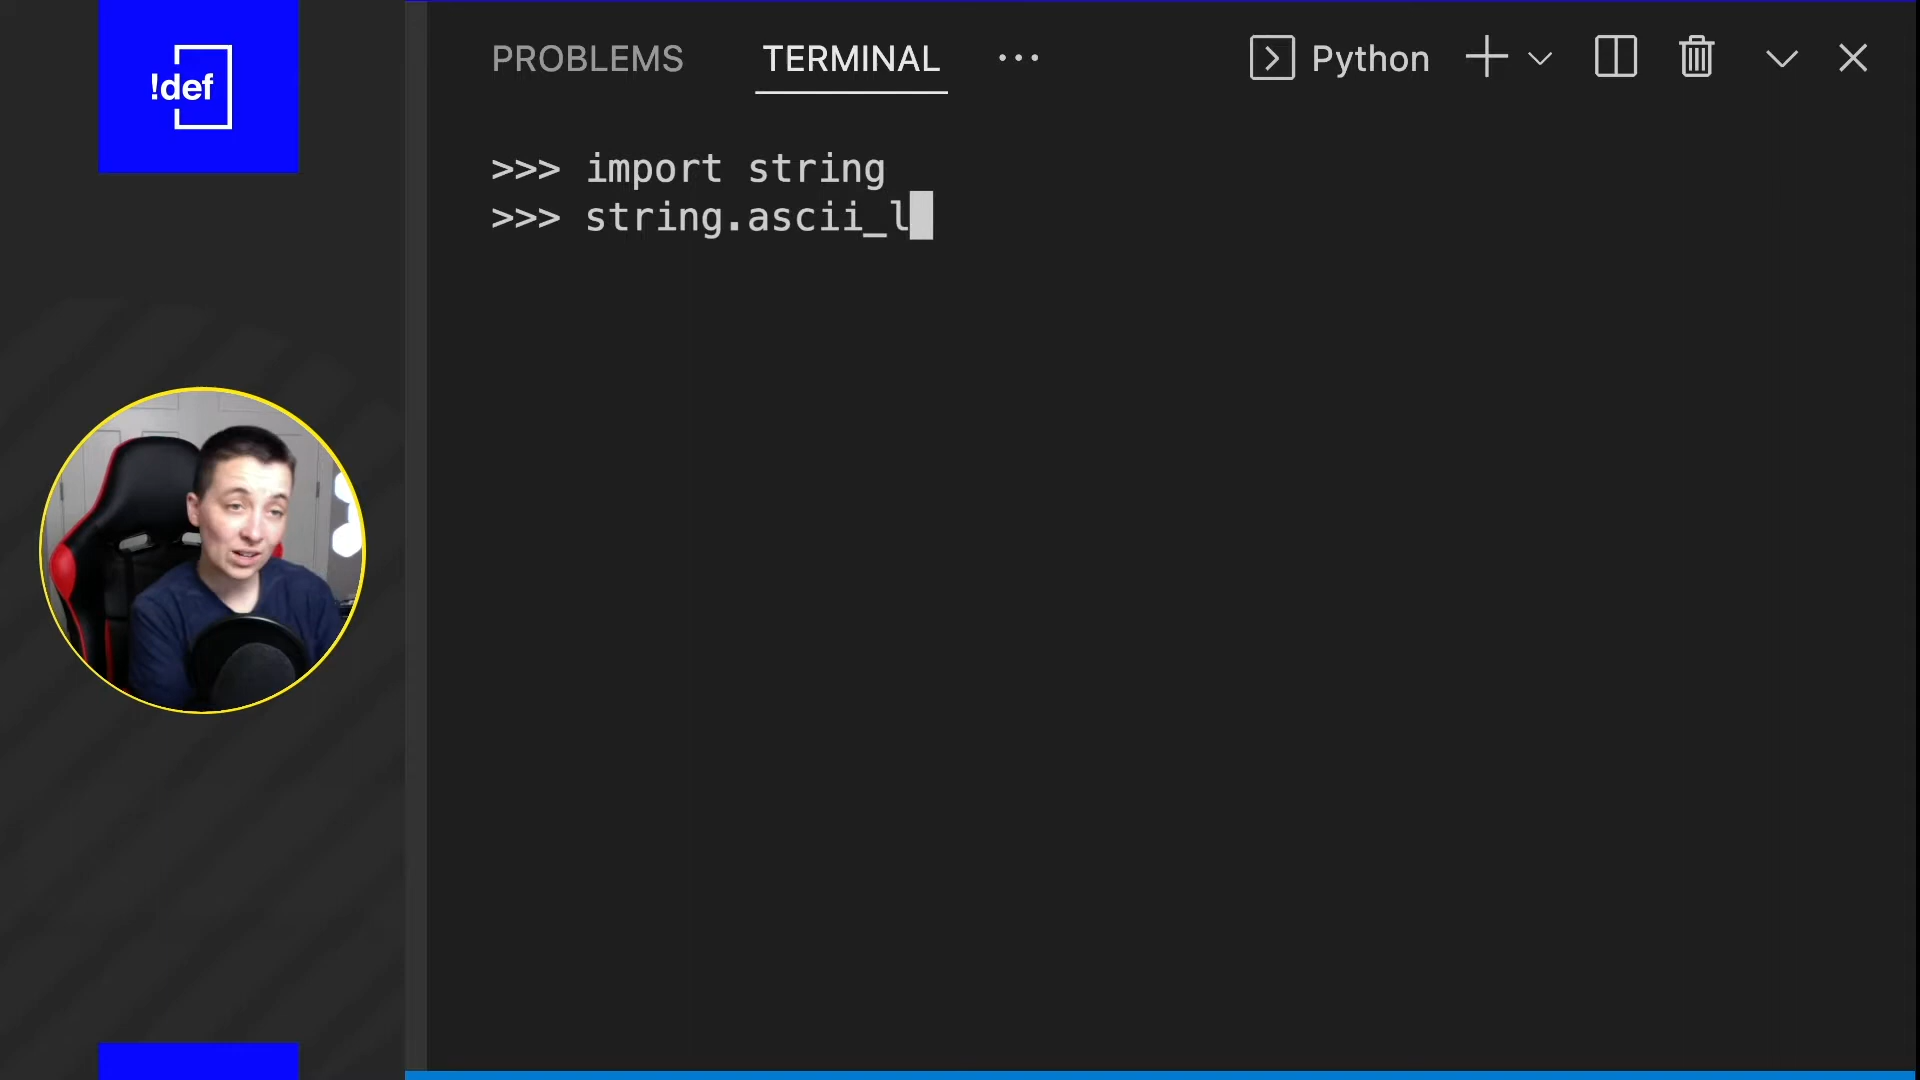 !def
PROBLEMS TERMINAL ··· Python
>>> import string
>>> string.ascii_l